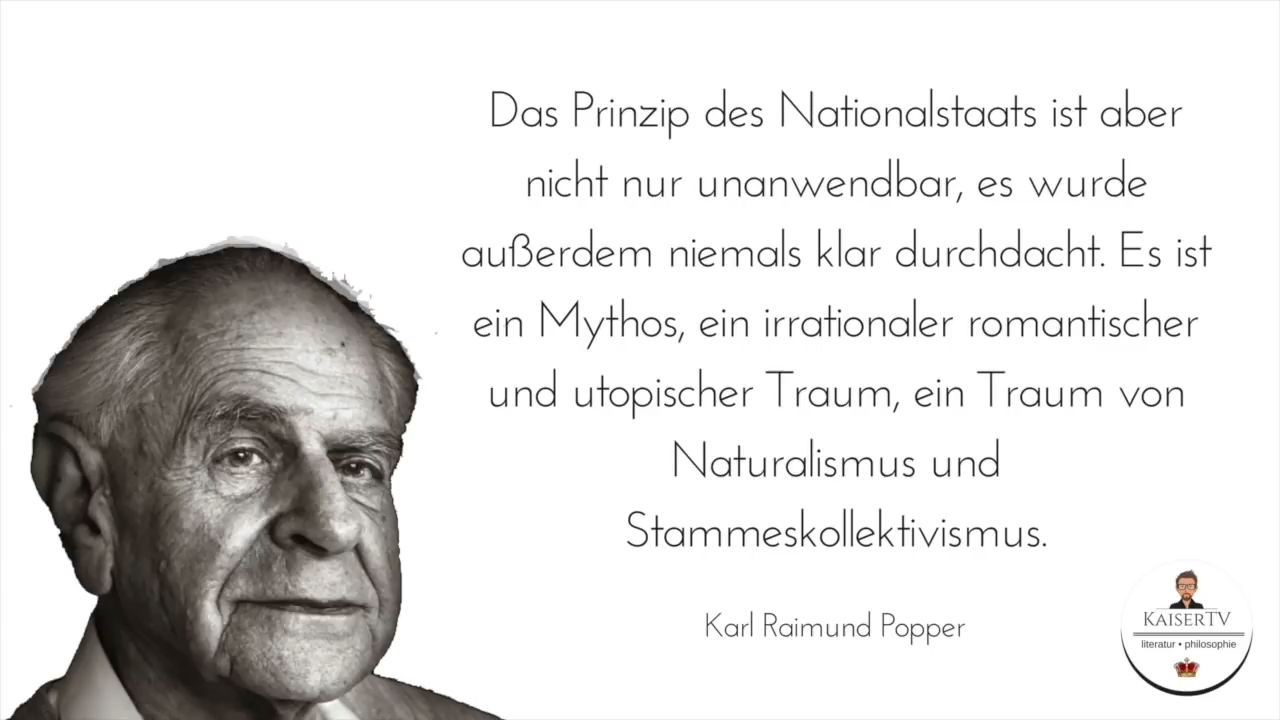 Das Prinzip des Nationalstaats ist aber
nicht nur unanwendbar, es wurde
außerdem niemals klar durchdacht. Es ist
ein Mythos, ein irrationaler romantischer
und utopischer Traum, ein Traum von
Naturalismus und
Stammeskollektivismus.
Karl Raimund Popper
KAISERTV
literatur • philosophie